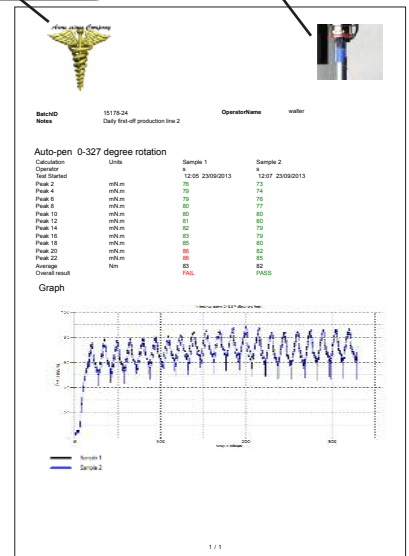 BatchID 15178-24 OperatorName walter
Notes Daily first-off production line 2
Auto-pen 0-327 degree rotation
Calculation Units Sample 1 Sample 2
Operator s s
Test Started 12:05 23/09/2013 12:07 23/09/2013
Peak 2 mN.m 76 73
Peak 4 mN.m 79 74
Peak 6 mN.m 79 76
Peak 8 mN.m 80 77
Peak 10 mN.m 80 80
Peak 12 mN.m 81 80
Peak 14 mN.m 82 79
Peak 16 mN.m 83 79
Peak 18 mN.m 85 80
Peak 20 mN.m 86 82
Peak 22 mN.m 86 85
Average Nm 83 82
Overall result FAIL PASS
Graph
0 100 200 300
Sample 1
Sample 2
1 / 1